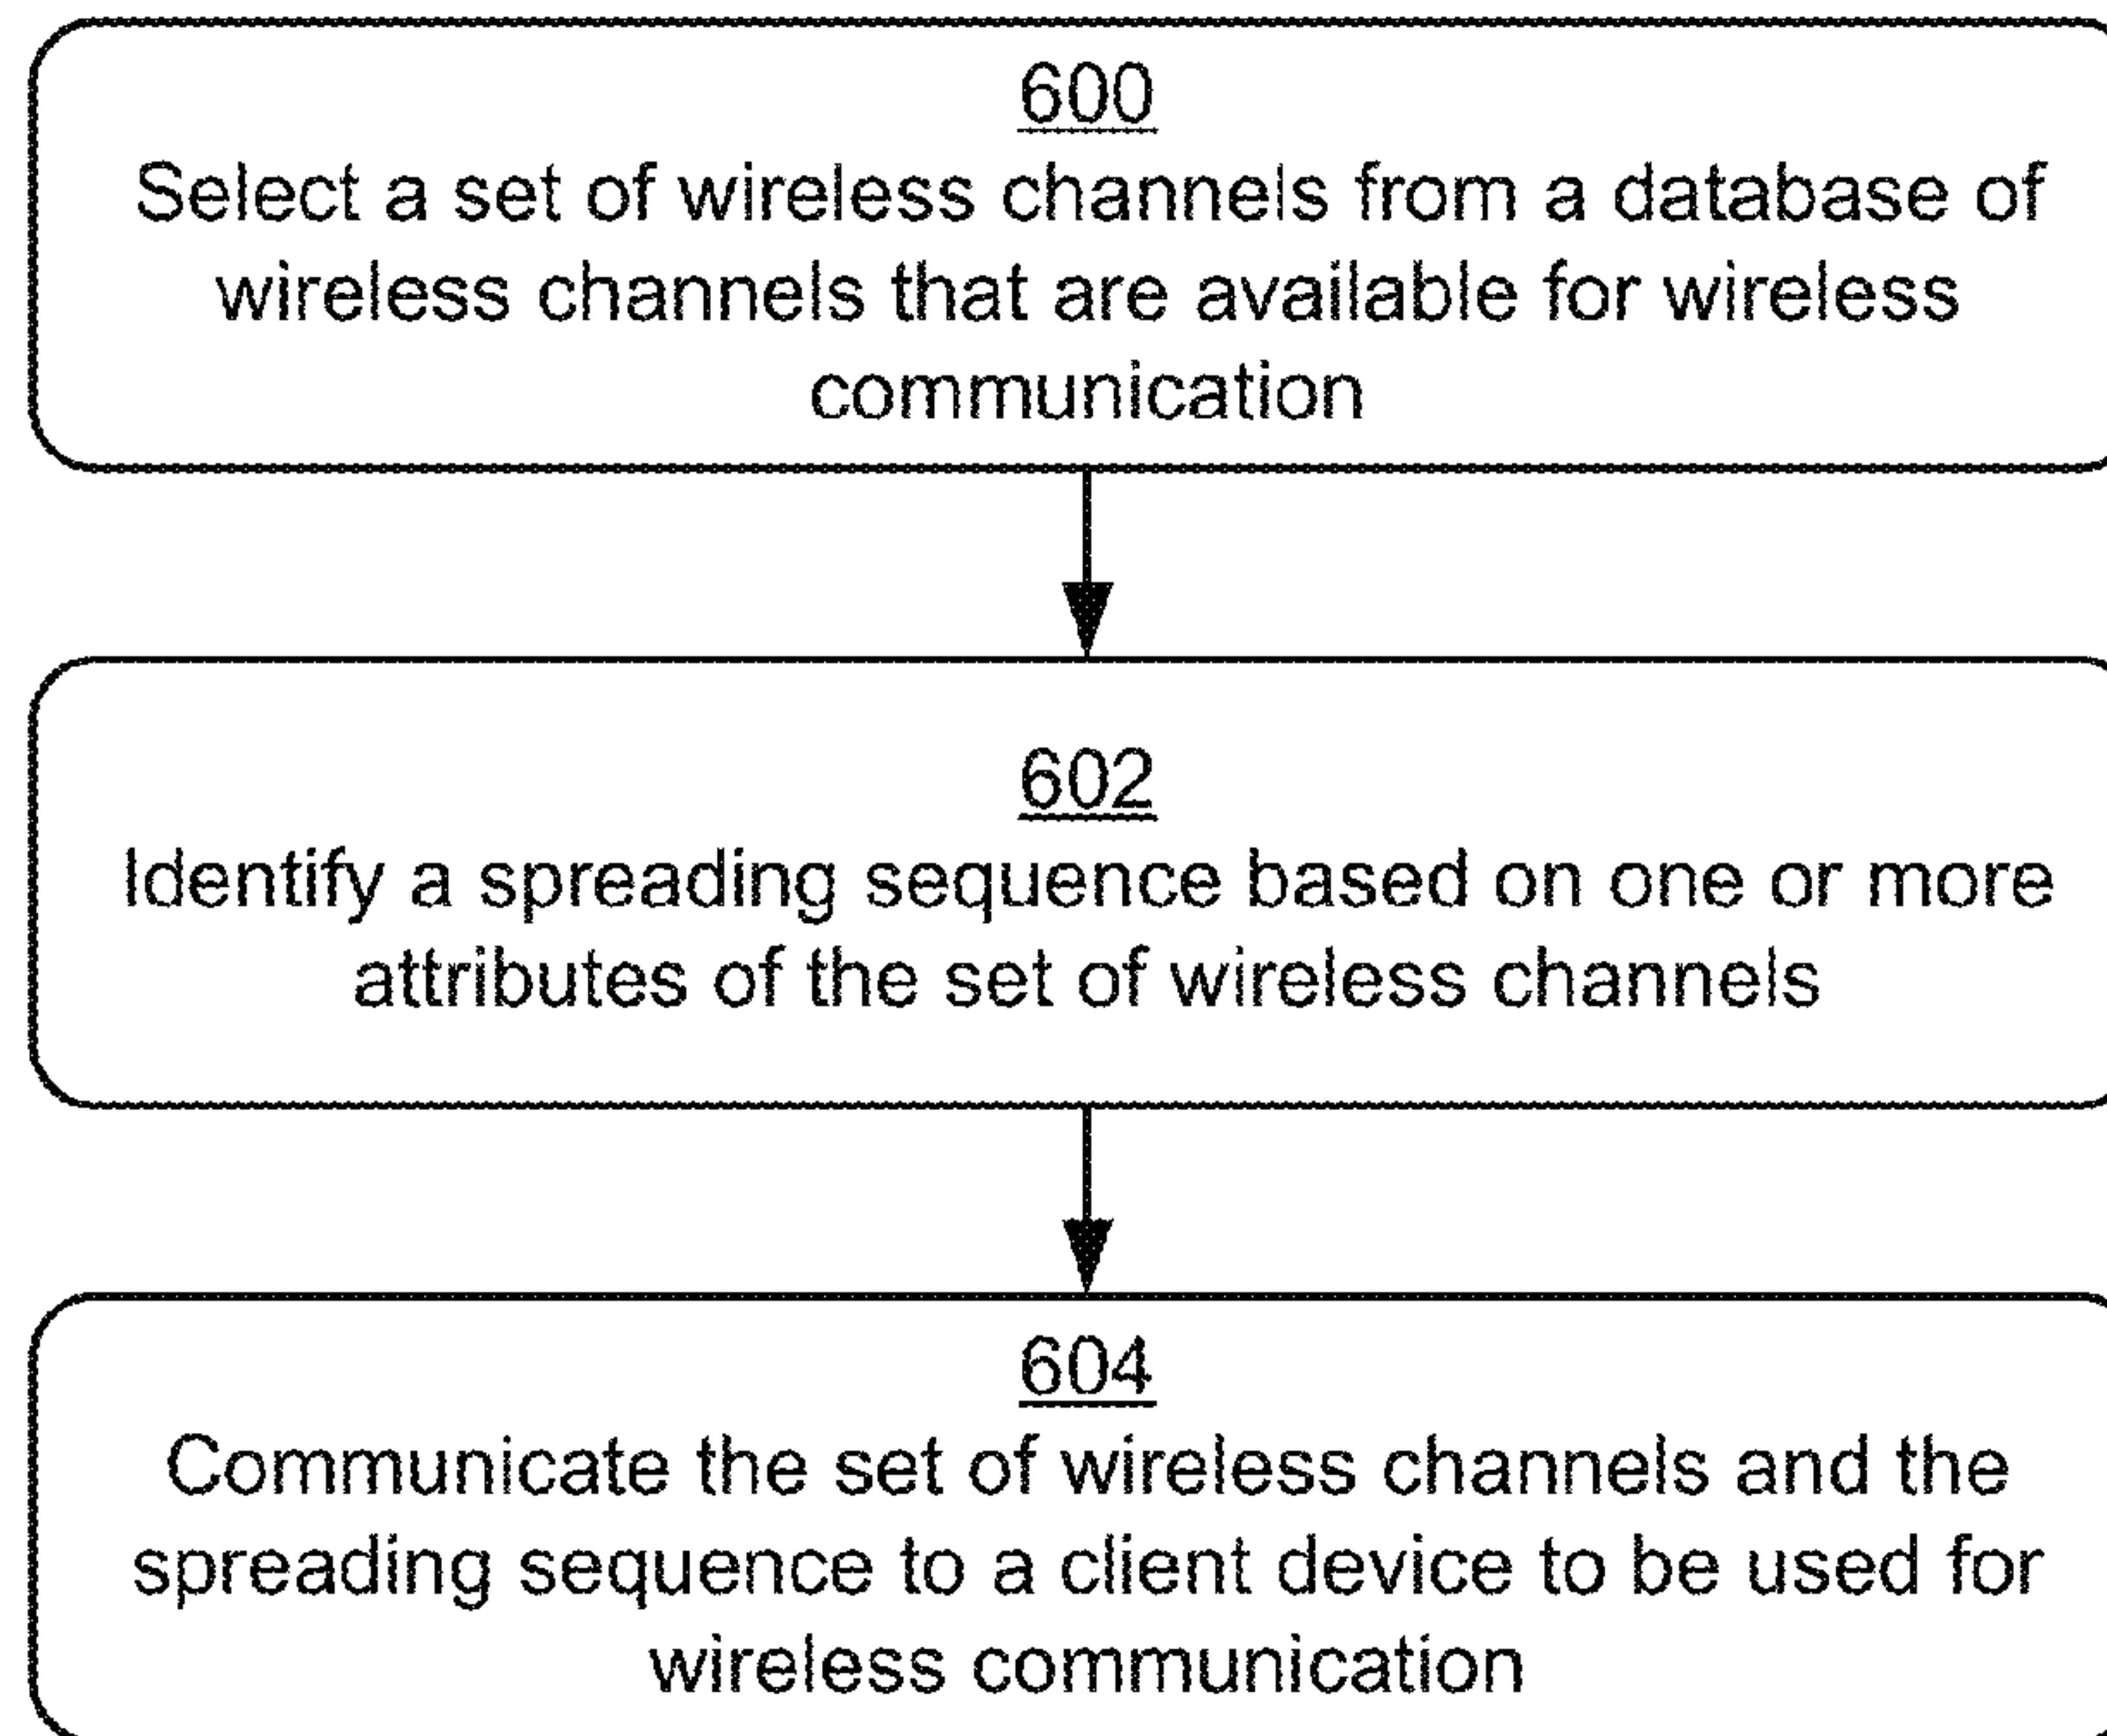 600
Select a set of wireless channels from a database of
wireless channels that are available for wireless
communication
602
Identify a spreading sequence based on one or more
attributes of the set of wireless channels
604
Communicate the set of wireless channels and the
spreading sequence to a client device to be used for
wireless communication